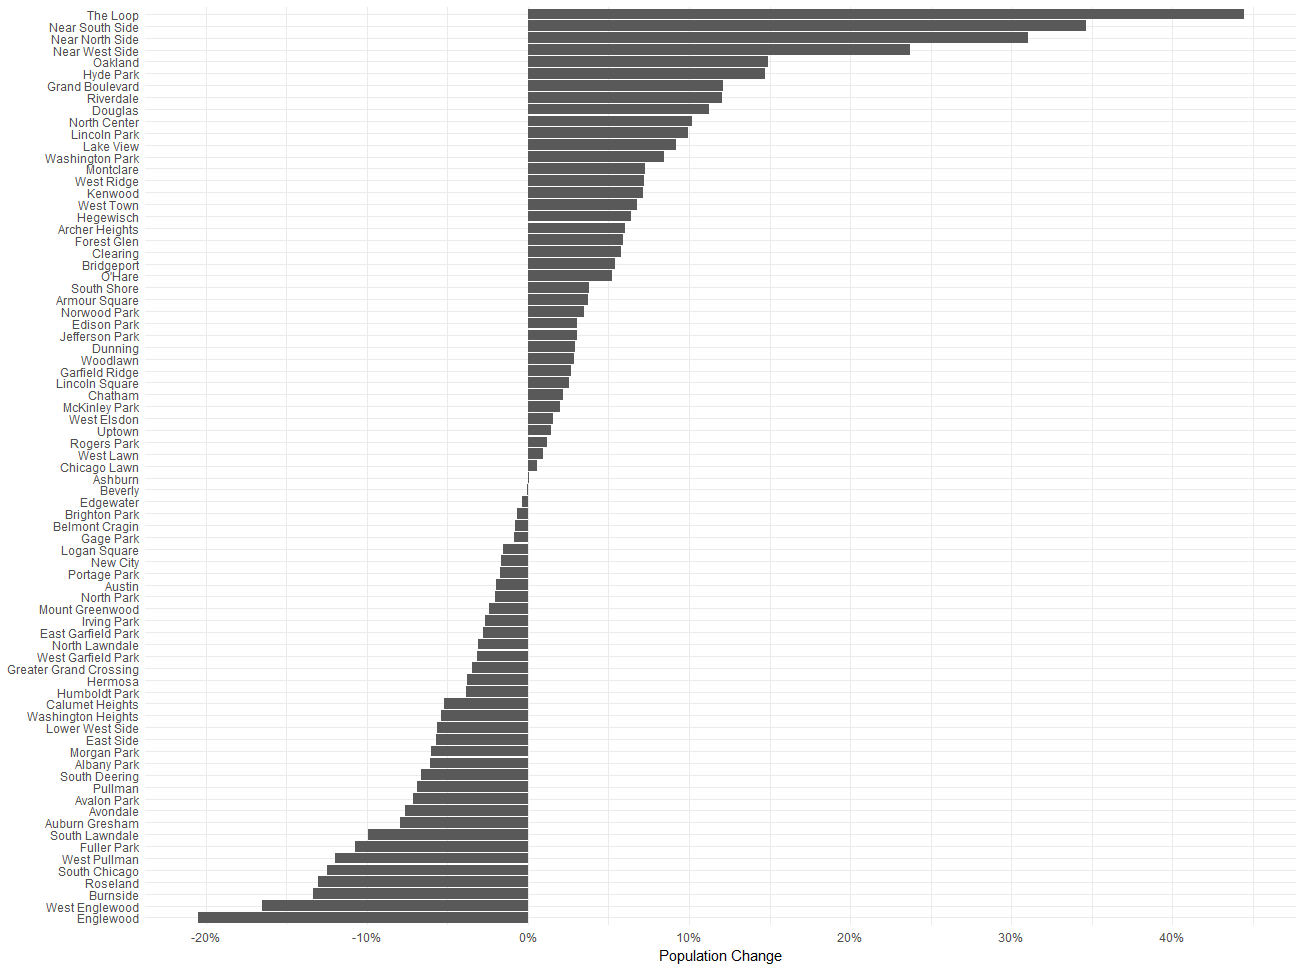 The Loop
Near South Side
Near North Side
Near West Side
Oakland
Hyde Park
Grand Boulevard
Riverdale
Douglas
North Center
Lincoln Park
Lake View
Washington Park
Montclare
West Ridge
Kenwood
West Town
Hegewisch
Archer Heights
Forest Glen
Clearing
Bridgeport
O'Hare
South Shore
Armour Square
Norwood Park
Edison Park
Jefferson Park
Dunning
Woodlawn
Garfield Ridge
Lincoln Square
Chatham
McKinley Park
West Elsdon
Uptown
Rogers Park
West Lawn
Chicago Lawn
Ashburn
Beverly
Edgewater
Brighton Park
Belmont Cragin
Gage Park
Logan Square
New City
Portage Park
Austin
North Park
Mount Greenwood
Irving Park
East Garfield Park
North Lawndale
West Garfield Park
Greater Grand Crossing
Hermosa
Humboldt Park
Calumet Heights
Washington Heights
Lower West Side
East Side
Morgan Park
Albany Park
South Deering
Pullman
Avalon Park
Avondale
Auburn Gresham
South Lawndale
Fuller Park
West Pullman
South Chicago
Roseland
Burnside
West Englewood
Englewood
-20% -10% 0% 10% 20% 30% 40%
Population Change